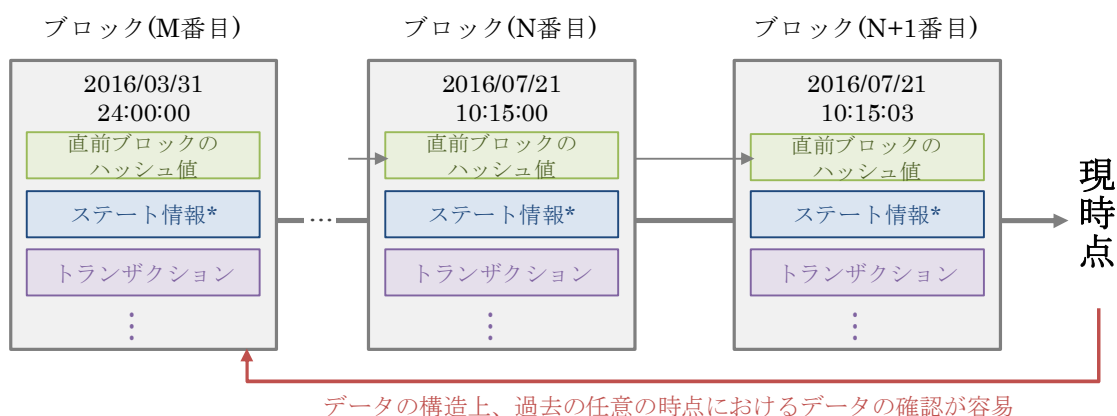 ブロック(M番目)
2016/03/31
24:00:00
直前ブロックの
ハッシュ値
ステート情報*
トランザクション
⋮
…
ブロック(N番目)
2016/07/21
10:15:00
直前ブロックの
ハッシュ値
ステート情報*
トランザクション
⋮
ブロック(N+1番目)
2016/07/21
10:15:03
直前ブロックの
ハッシュ値
ステート情報*
トランザクション
⋮
現時点
データの構造上、過去の任意の時点におけるデータの確認が容易